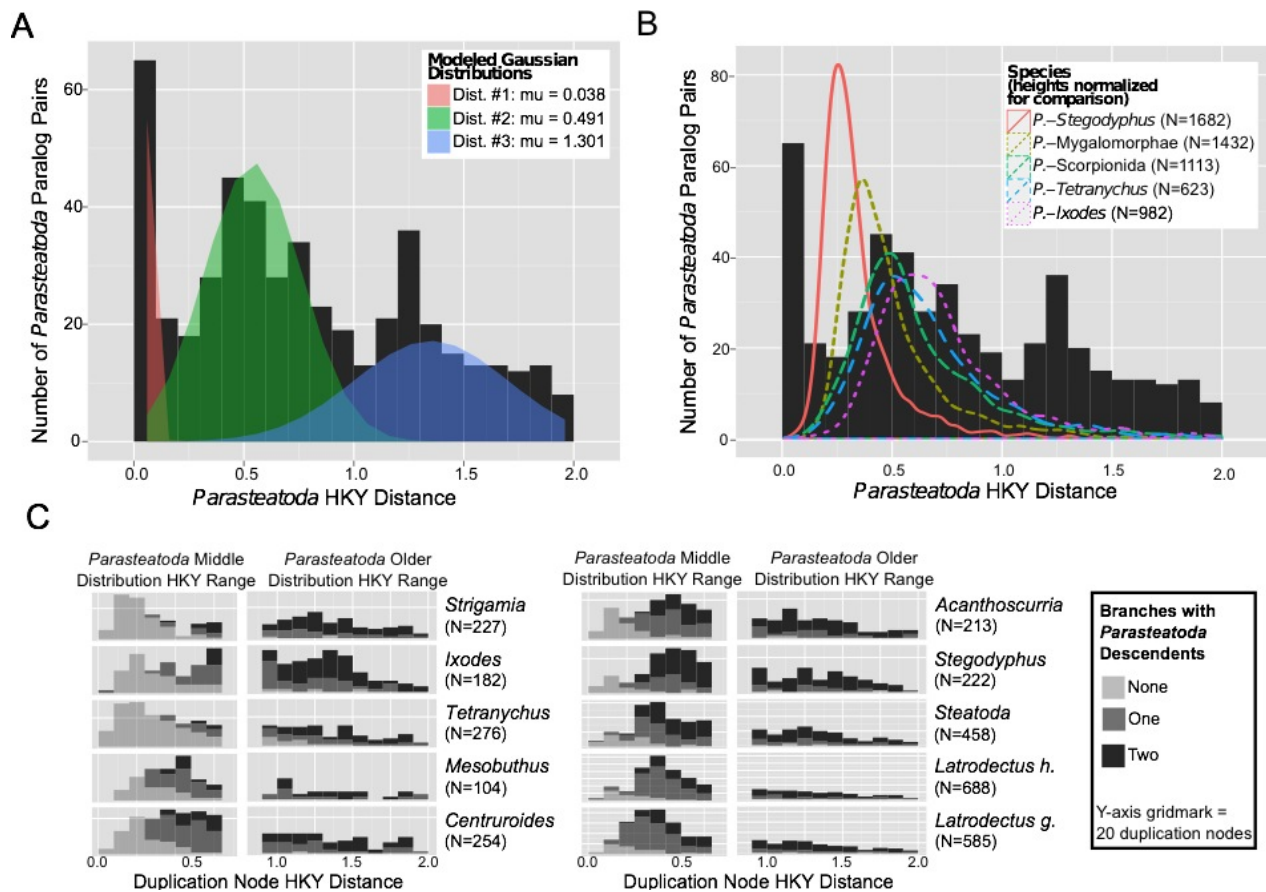 A
Number of Parasteatoda Paralog Pairs
60
40
20
0
Modeled Gaussian
Distributions
Dist. #1: mu = 0.038
Dist. #2: mu = 0.491
Dist. #3: mu = 1.301
0.0 0.5 1.0 1.5 2.0
Parasteatoda HKY Distance
B
Number of Parasteatoda Paralog Pairs
80
60
40
20
0
Species
(heights normalized
for comparison)
P.–Stegodyphus (N=1682)
P.–Mygalomorphae (N=1432)
P.–Scorpionida (N=1113)
P.–Tetranychus (N=623)
P.–Ixodes (N=982)
0.0 0.5 1.0 1.5 2.0
Parasteatoda HKY Distance
C
Parasteatoda Middle
Distribution HKY Range
Parasteatoda Older
Distribution HKY Range
Strigamia
(N=227)
Ixodes
(N=182)
Tetranychus
(N=276)
Mesobuthus
(N=104)
Centruroides
(N=254)
0.0 0.5 1.0 1.5 2.0
Duplication Node HKY Distance
Parasteatoda Middle
Distribution HKY Range
Parasteatoda Older
Distribution HKY Range
Acanthoscurria
(N=213)
Stegodyphus
(N=222)
Steatoda
(N=458)
Latrodectus h.
(N=688)
Latrodectus g.
(N=585)
0.0 0.5 1.0 1.5 2.0
Duplication Node HKY Distance
Branches with
Parasteatoda
Descendents
None
One
Two
Y-axis gridmark =
20 duplication nodes